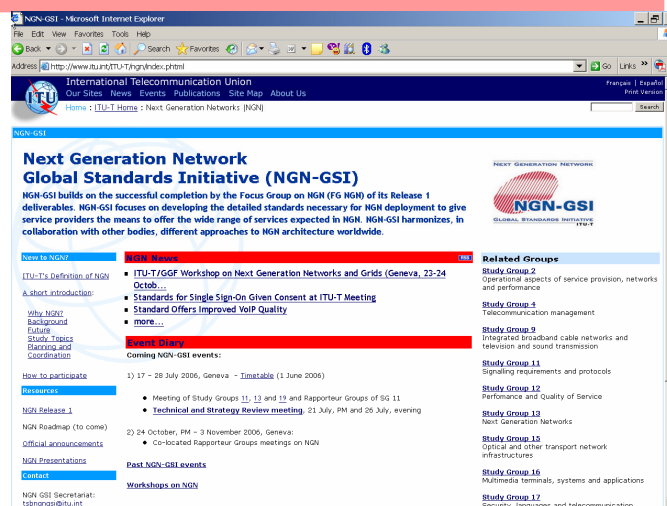 NGN-GSI - Microsoft Internet Explorer
File Edit View Favorites Tools Help
Back Search Favorites
Address http://www.itu.int/ITU-T/ngn/index.phtml Go Links »
International Telecommunication Union
Français | Español
Our Sites News Events Publications Site Map About Us
Print Version
ITU
Home : ITU-T Home : Next Generation Networks (NGN)
Search
NGN-GSI
Next Generation Network
Global Standards Initiative (NGN-GSI)
NGN-GSI builds on the successful completion by the Focus Group on NGN (FG NGN) of its Release 1
deliverables. NGN-GSI focuses on developing the detailed standards necessary for NGN deployment to give
service providers the means to offer the wide range of services expected in NGN. NGN-GSI harmonizes, in
collaboration with other bodies, different approaches to NGN architecture worldwide.
NEXT GENERATION NETWORK
NGN-GSI
GLOBAL STANDARDS INITIATIVE
ITU-T
New to NGN?
ITU-T's Definition of NGN
A short introduction:
Why NGN?
Background
Future
Study Topics
Planning and
Coordination
How to participate
Resources
NGN Release 1
NGN Roadmap (to come)
Official announcements
NGN Presentations
Contact
NGN GSI Secretariat:
tsbngngsi@itu.int
NGN News
RSS
ITU-T/GGF Workshop on Next Generation Networks and Grids (Geneva, 23-24
Octob...
Standards for Single Sign-On Given Consent at ITU-T Meeting
Standard Offers Improved VoIP Quality
more...
Event Diary
Coming NGN-GSI events:
1) 17 – 28 July 2006, Geneva - Timetable (1 June 2006)
Meeting of Study Groups 11, 13 and 19 and Rapporteur Groups of SG 11
Technical and Strategy Review meeting, 21 July, PM and 26 July, evening
2) 24 October, PM – 3 November 2006, Geneva:
Co-located Rapporteur Groups meetings on NGN
Past NGN-GSI events
Workshops on NGN
Related Groups
Study Group 2
Operational aspects of service provision, networks
and performance
Study Group 4
Telecommunication management
Study Group 9
Integrated broadband cable networks and
television and sound transmission
Study Group 11
Signalling requirements and protocols
Study Group 12
Perfomance and Quality of Service
Study Group 13
Next Generation Networks
Study Group 15
Optical and other transport network
infrastructures
Study Group 16
Multimedia terminals, systems and applications
Study Group 17
Security, languages and telecommunication